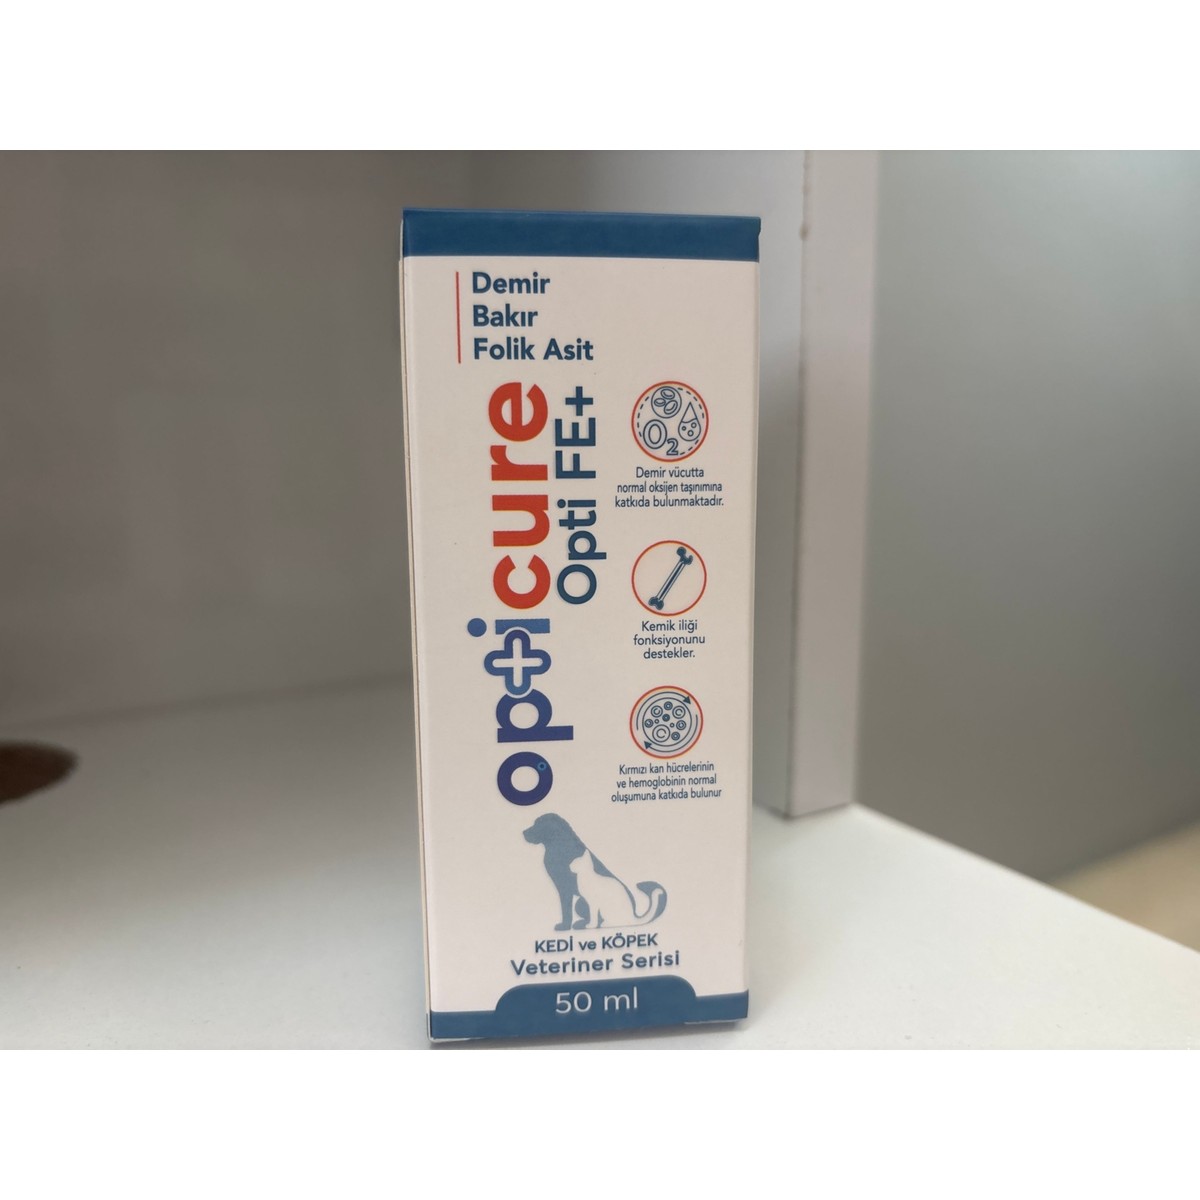 Demir
Bakır
Folik Asit
opticure
Opti FE+
O2
Demir vücutta
normal oksijen taşınımına
katkıda bulunmaktadır.
Kemik iliği
fonksiyonunu
destekler.
Kırmızı kan hücrelerinin
ve hemoglobinin normal
oluşumuna katkıda bulunur
KEDİ ve KÖPEK
Veteriner Serisi
50 ml